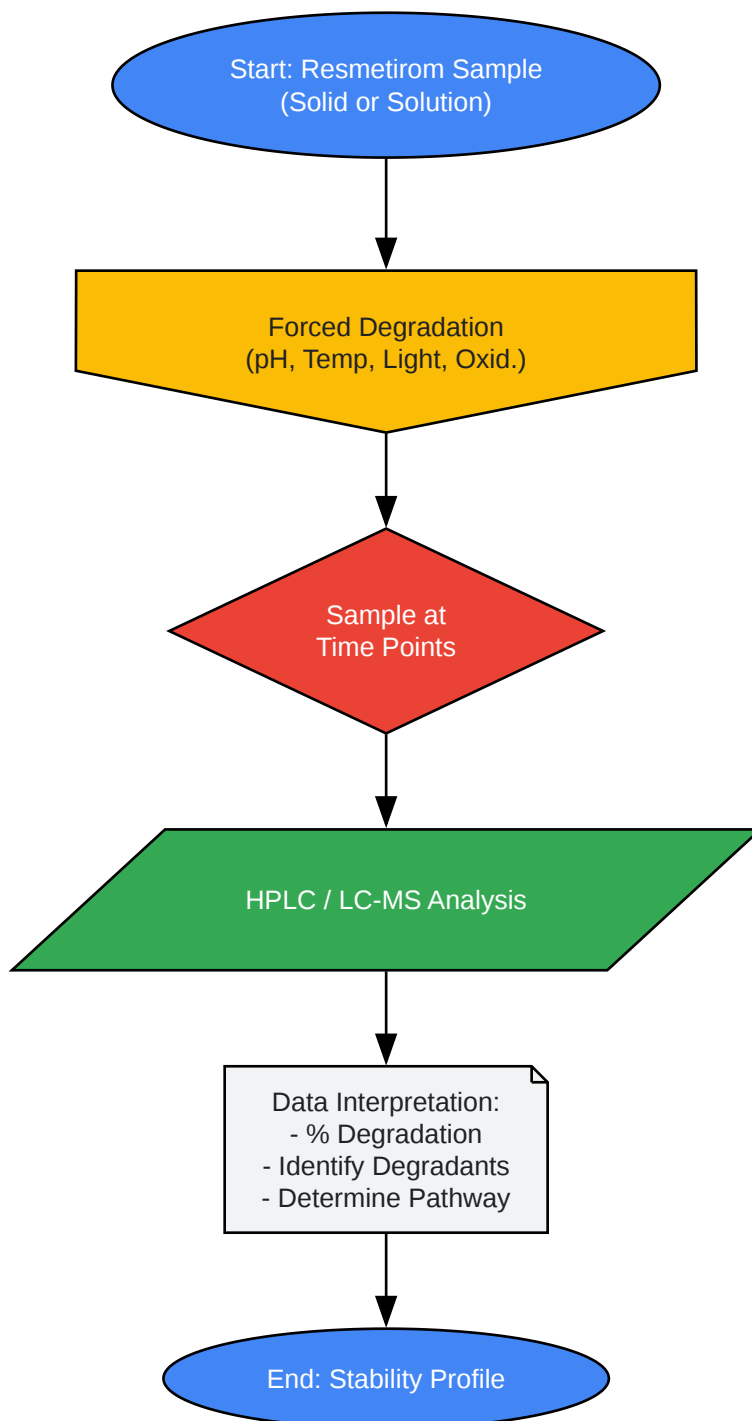 Start: Resmetirom Sample
(Solid or Solution)
Forced Degradation
(pH, Temp, Light, Oxid.)
Sample at
Time Points
HPLC / LC-MS Analysis
Data Interpretation:
- % Degradation
- Identify Degradants
- Determine Pathway
End: Stability Profile